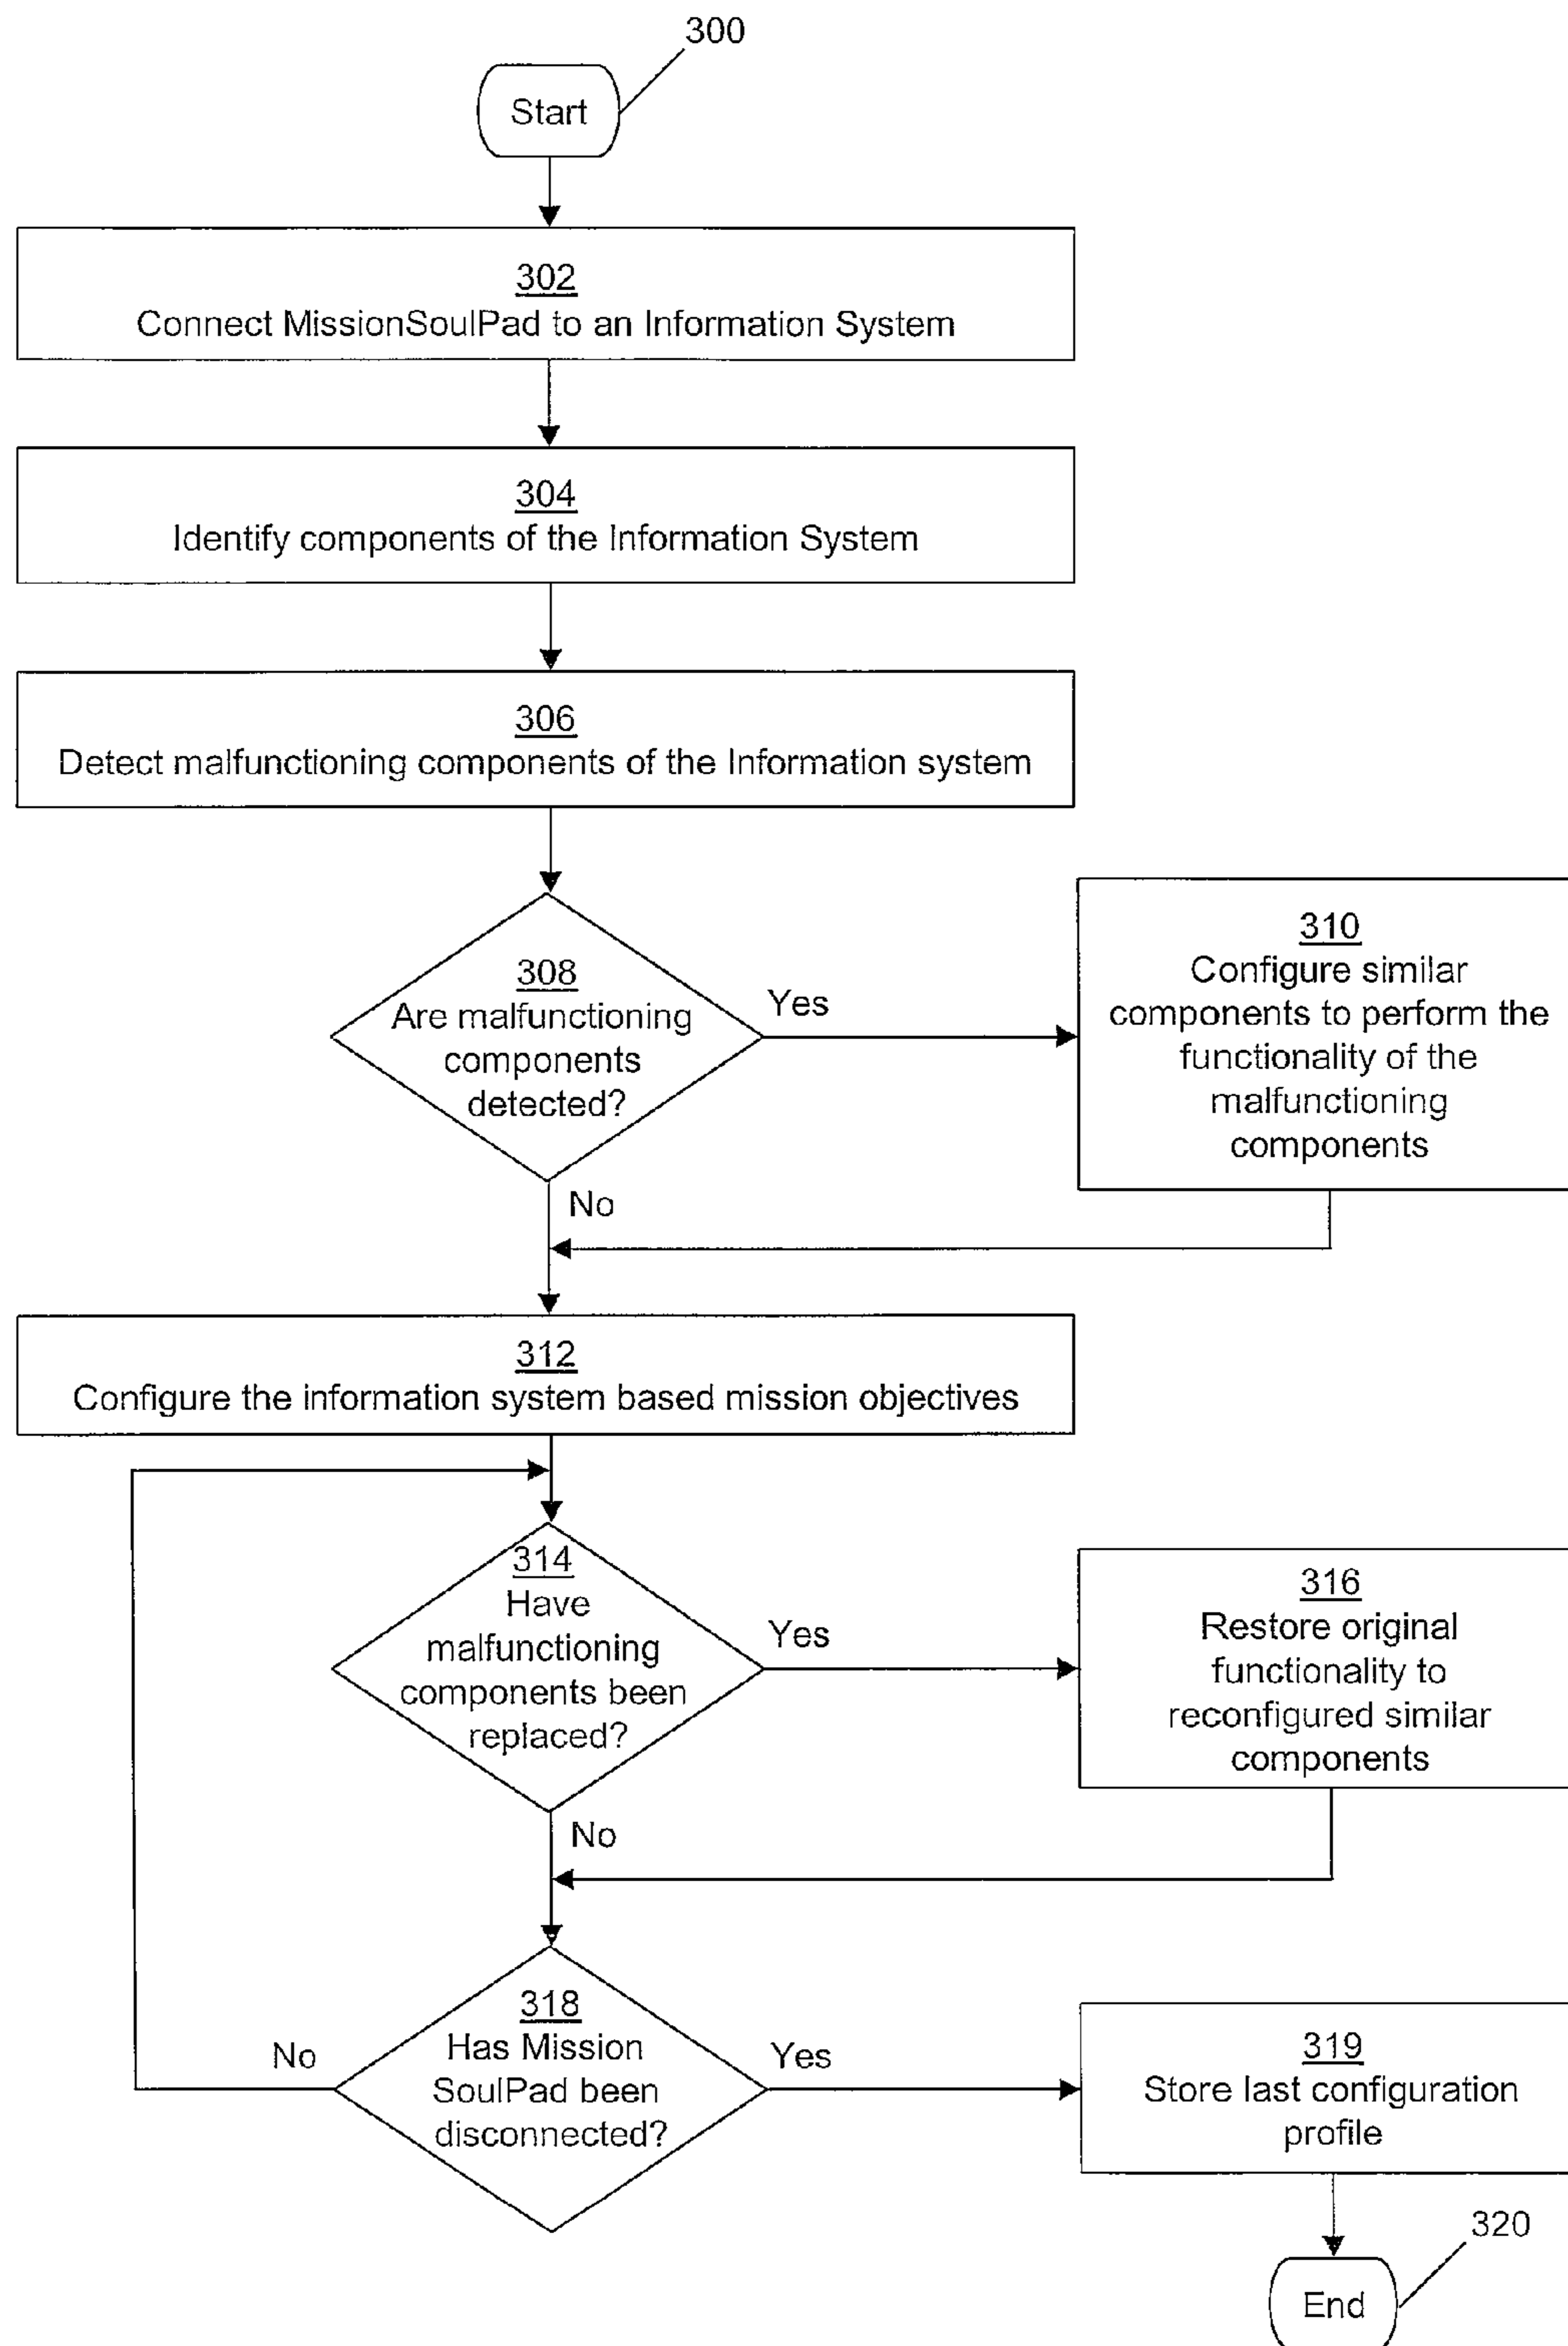 300
Start
302
Connect MissionSoulPad to an Information System
304
Identify components of the Information System
306
Detect malfunctioning components of the Information system
308
Are malfunctioning
components
detected?
Yes
310
Configure similar
components to perform the
functionality of the
malfunctioning
components
No
312
Configure the information system based mission objectives
314
Have
malfunctioning
components been
replaced?
Yes
316
Restore original
functionality to
reconfigured similar
components
No
318
Has Mission
SoulPad been
disconnected?
No
Yes
319
Store last configuration
profile
320
End